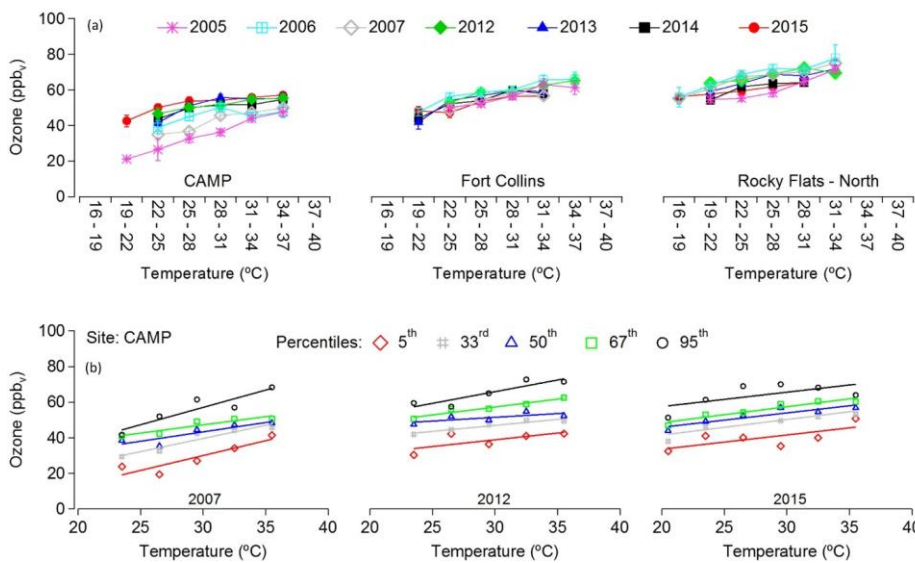 (a) 2005 2006 2007 2012 2013 2014 2015
Ozone (ppbv)
100
80
60
40
20
0
CAMP Fort Collins Rocky Flats - North
16 - 19 19 - 22 22 - 25 25 - 28 28 - 31 31 - 34 34 - 37 37 - 40
16 - 19 19 - 22 22 - 25 25 - 28 28 - 31 31 - 34 34 - 37 37 - 40
16 - 19 19 - 22 22 - 25 25 - 28 28 - 31 31 - 34 34 - 37 37 - 40
Temperature (ºC) Temperature (ºC) Temperature (ºC)
Site: CAMP Percentiles: 5th 33rd 50th 67th 95th
(b)
Ozone (ppbv)
100
80
60
40
20
0
2007 2012 2015
20 25 30 35 40 20 25 30 35 40 20 25 30 35 40
Temperature (ºC) Temperature (ºC) Temperature (ºC)